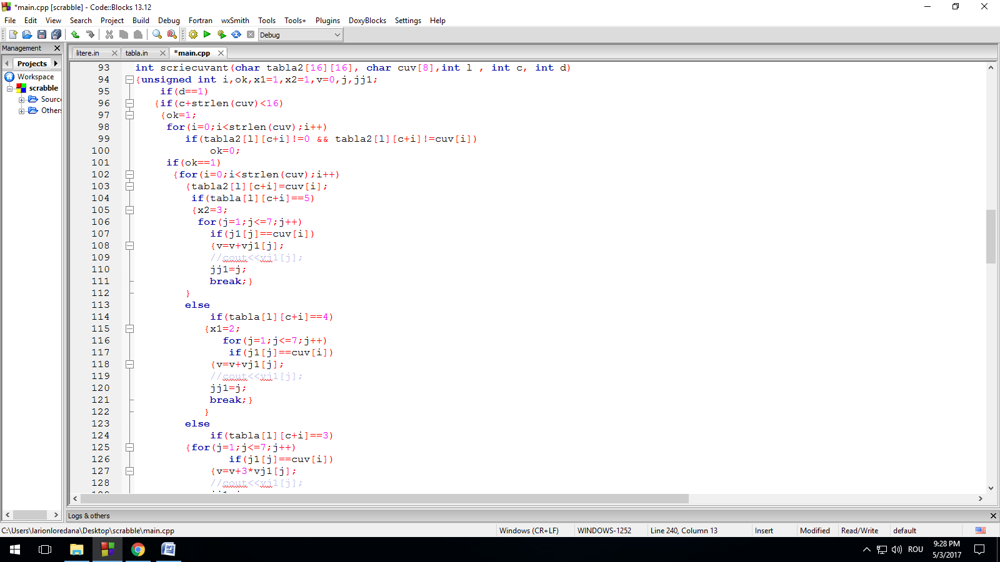 *main.cpp [scrabble] - Code::Blocks 13.12
File Edit View Search Project Build Debug Fortran wxSmith Tools Tools+ Plugins DoxyBlocks Settings Help
Debug
Management
litere.in tabla.in *main.cpp
Projects
Workspace
scrabble
Sourc
Others
93 int scriecuvant(char tabla2[16][16], char cuv[8],int l , int c, int d)
94 {unsigned int i,ok,x1=1,x2=1,v=0,j,jj1;
95 if(d==1)
96 {if(c+strlen(cuv)<16)
97 {ok=1;
98 for(i=0;i<strlen(cuv);i++)
99 if(tabla2[l][c+i]!=0 && tabla2[l][c+i]!=cuv[i])
100 ok=0;
101 if(ok==1)
102 {for(i=0;i<strlen(cuv);i++)
103 {tabla2[l][c+i]=cuv[i];
104 if(tabla[l][c+i]==5)
105 {x2=3;
106 for(j=1;j<=7;j++)
107 if(j1[j]==cuv[i])
108 {v=v+vj1[j];
109 //cout<<vj1[j];
110 jj1=j;
111 break;}
112 }
113 else
114 if(tabla[l][c+i]==4)
115 {x1=2;
116 for(j=1;j<=7;j++)
117 if(j1[j]==cuv[i])
118 {v=v+vj1[j];
119 //cout<<vj1[j];
120 jj1=j;
121 break;}
122 }
123 else
124 if(tabla[l][c+i]==3)
125 {for(j=1;j<=7;j++)
126 if(j1[j]==cuv[i])
127 {v=v+3*vj1[j];
128 //cout<<vj1[j];
Logs & others
C:\Users\larionloredana\Desktop\scrabble\main.cpp Windows (CR+LF) WINDOWS-1252 Line 240, Column 13 Insert Modified Read/Write default
ROU
9:28 PM
5/3/2017